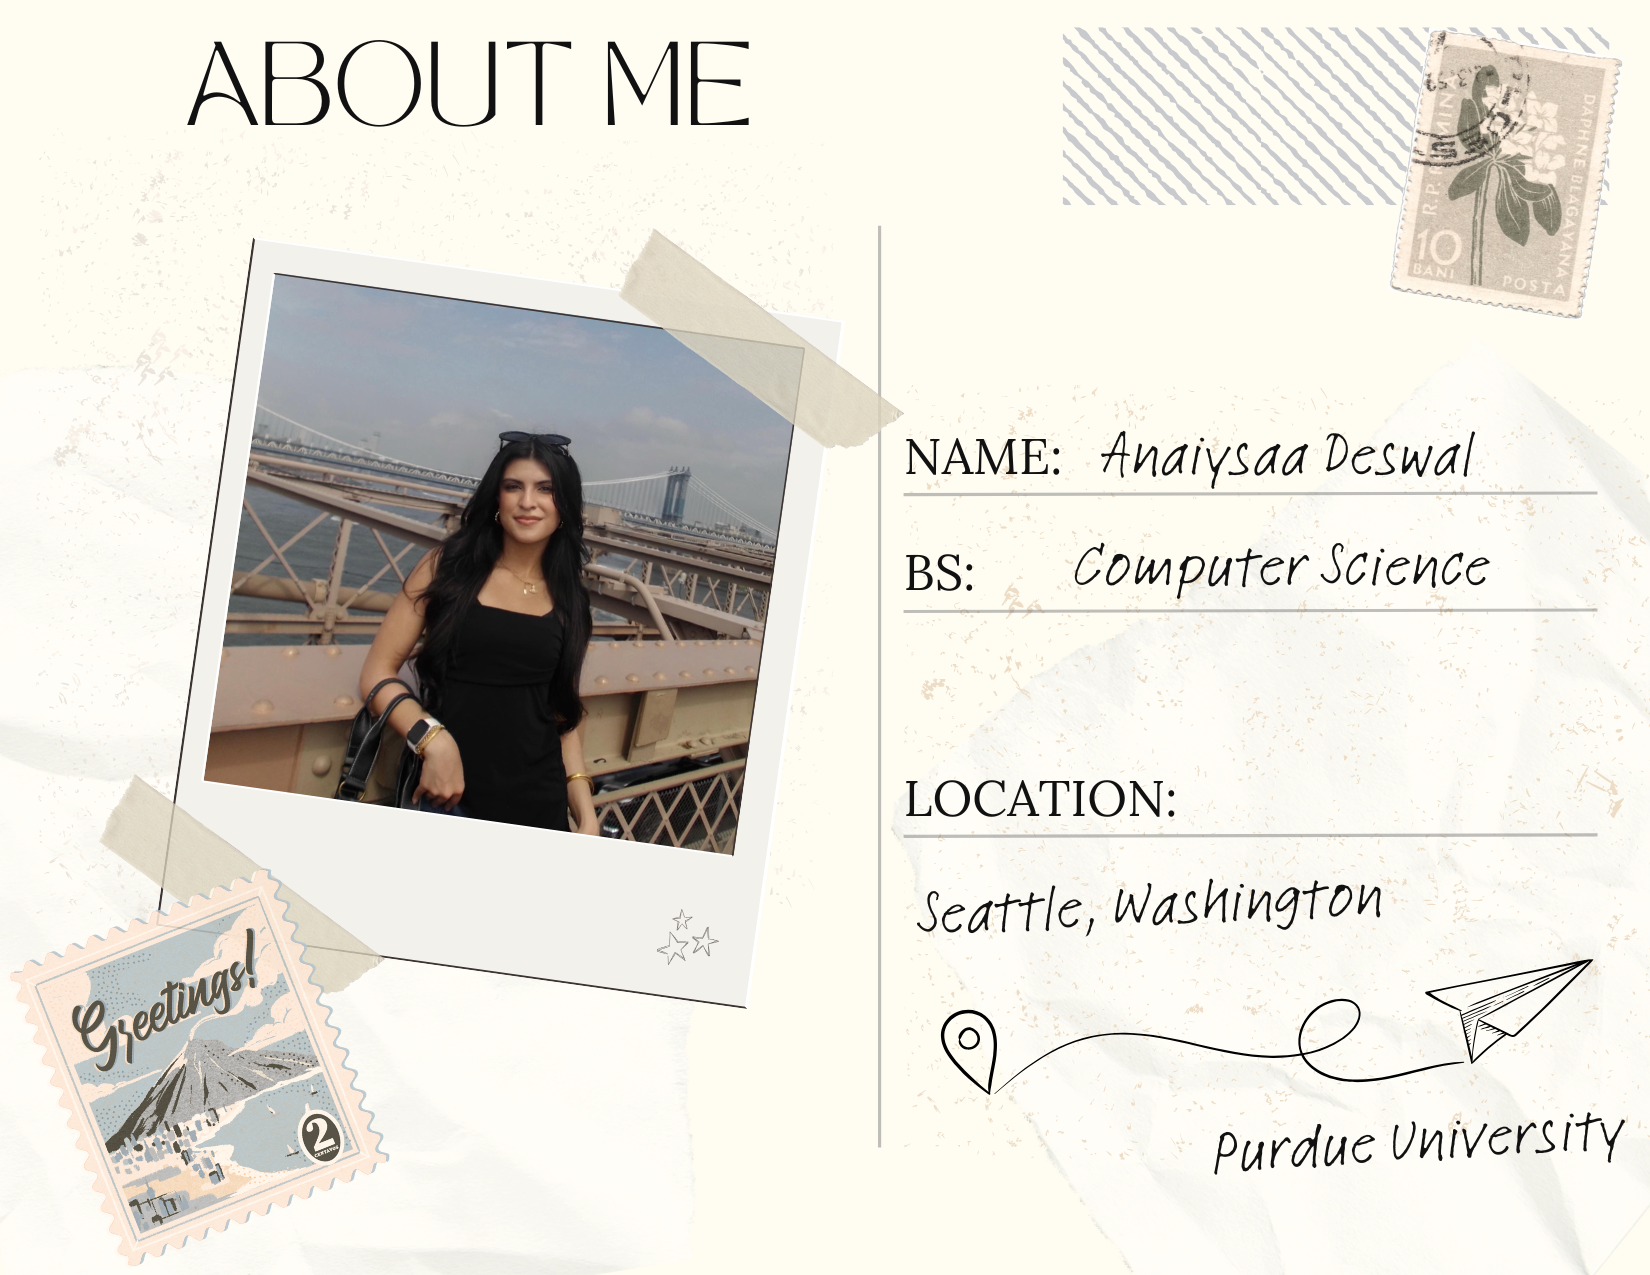 ABOUT ME
R.P. ROMINA
DAPHNE BLAGAYANA
10
BANI
POSTA
NAME: Anaiysaa Deswal
BS: Computer Science
LOCATION:
Seattle, Washington
Greetings!
2
CENTAVOS
Purdue University